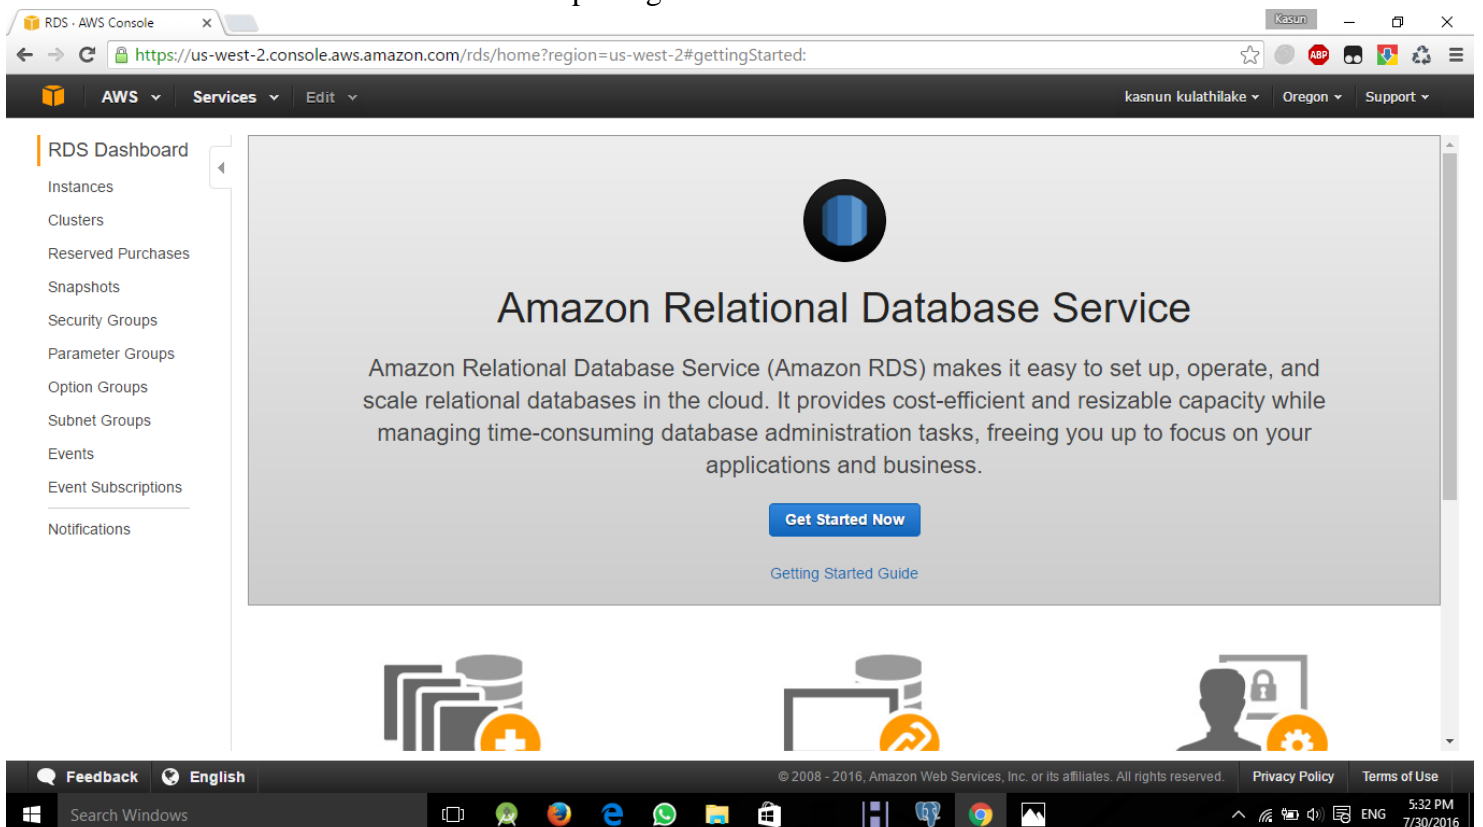 RDS · AWS Console
Kasun
https://us-west-2.console.aws.amazon.com/rds/home?region=us-west-2#gettingStarted:
ABP
AWS Services Edit kasnun kulathilake Oregon Support
RDS Dashboard
Instances
Clusters
Reserved Purchases
Snapshots
Security Groups
Parameter Groups
Option Groups
Subnet Groups
Events
Event Subscriptions
Notifications
Amazon Relational Database Service
Amazon Relational Database Service (Amazon RDS) makes it easy to set up, operate, and
scale relational databases in the cloud. It provides cost-efficient and resizable capacity while
managing time-consuming database administration tasks, freeing you up to focus on your
applications and business.
Get Started Now
Getting Started Guide
Feedback English © 2008 - 2016, Amazon Web Services, Inc. or its affiliates. All rights reserved. Privacy Policy Terms of Use
Search Windows
ENG
5:32 PM
7/30/2016